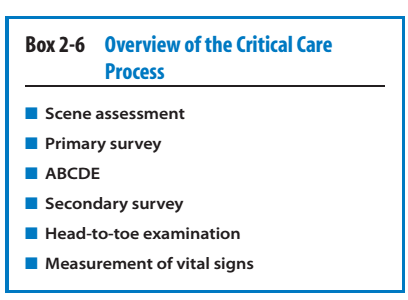 Box 2-6 Overview of the Critical Care
Process
■ Scene assessment
■ Primary survey
■ ABCDE
■ Secondary survey
■ Head-to-toe examination
■ Measurement of vital signs